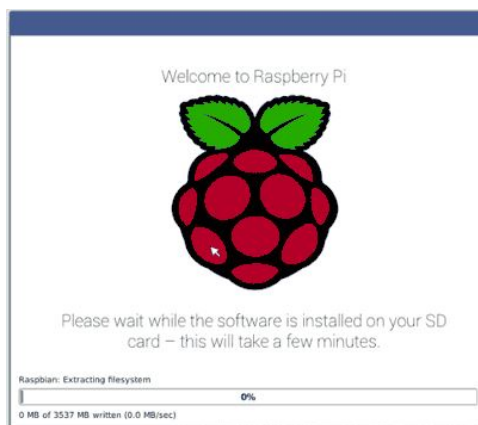 Welcome to Raspberry Pi
Please wait while the software is installed on your SD
card – this will take a few minutes.
Raspbian: Extracting filesystem
0%
0 MB of 3537 MB written (0.0 MB/sec)